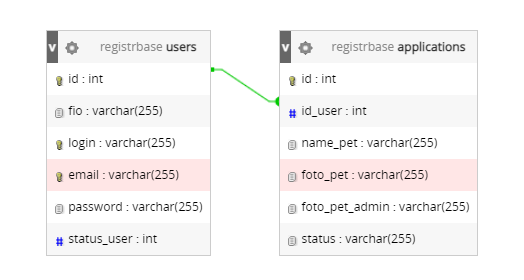 v registrbase users
id : int
fio : varchar(255)
login : varchar(255)
email : varchar(255)
password : varchar(255)
# status_user : int
v registrbase applications
id : int
# id_user : int
name_pet : varchar(255)
foto_pet : varchar(255)
foto_pet_admin : varchar(255)
status : varchar(255)